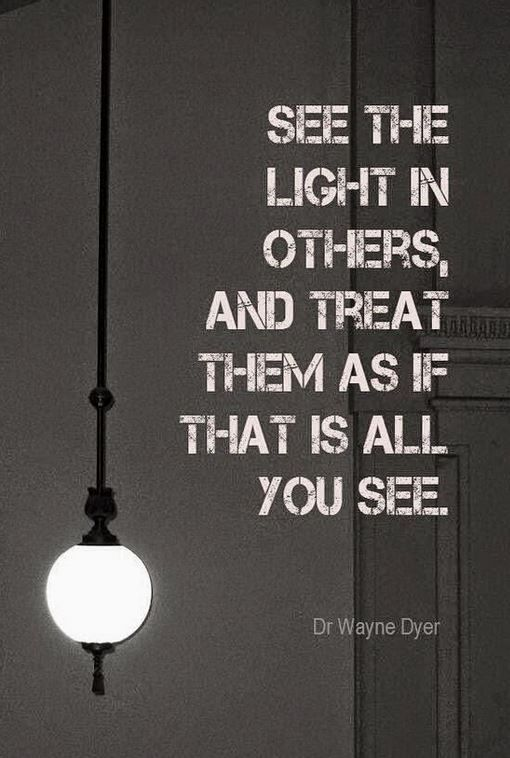 SEE THE
LIGHT IN
OTHERS,
AND TREAT
THEM AS IF
THAT IS ALL
YOU SEE.
Dr Wayne Dyer